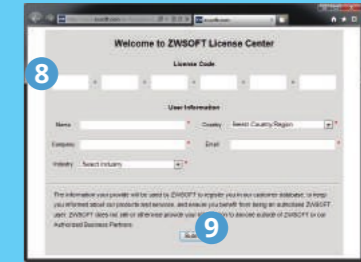 Welcome to ZWSOFT License Center
License Code
8
User Information
Name
Country
Select Country/Region
Company
Email
Industry
Select Industry
The information your provide will be used by ZWSOFT to register you in our customer database, to keep
you informed about our products and services, and ensure you benefit from being an authorized ZWSOFT
user. ZWSOFT does not sell or otherwise provide your information to devices outside of ZWSOFT or our
Authorized Business Partners.
9